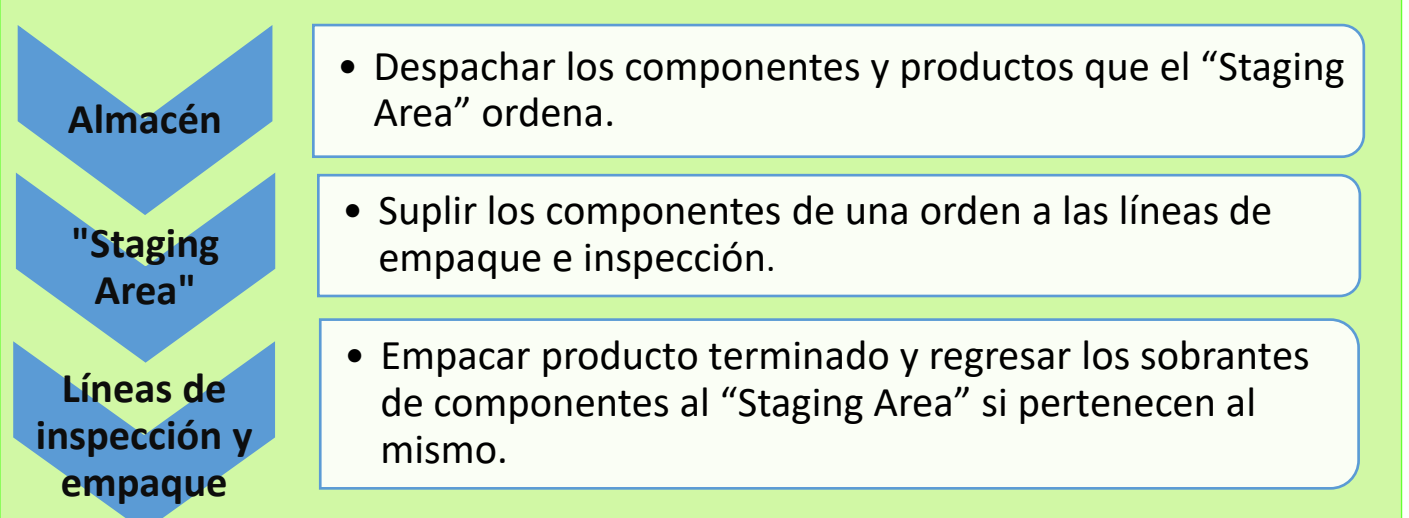 Almacén
• Despachar los componentes y productos que el “Staging
Area” ordena.
"Staging
Area"
• Suplir los componentes de una orden a las líneas de
empaque e inspección.
Líneas de
inspección y
empaque
• Empacar producto terminado y regresar los sobrantes
de componentes al “Staging Area” si pertenecen al
mismo.